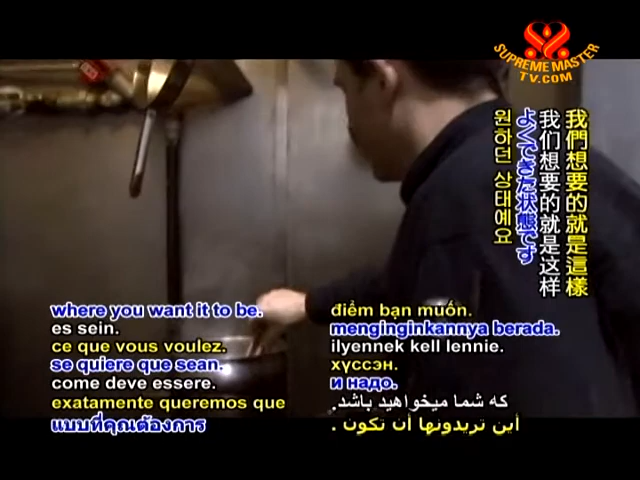 SUPREME MASTER
TV.COM
我們想要的就是這樣
我们想要的就是这样
よくできた状態です
원하던 상태예요
where you want it to be.
es sein.
ce que vous voulez.
se quiere que sean.
come deve essere.
exatamente queremos que
แบบที่คุณต้องการ
điểm bạn muốn.
menginginkannya berada.
ilyennek kell lennie.
хүссэн.
и надо.
که شما میخواهید باشد.
أين تريدونها أن تكون .